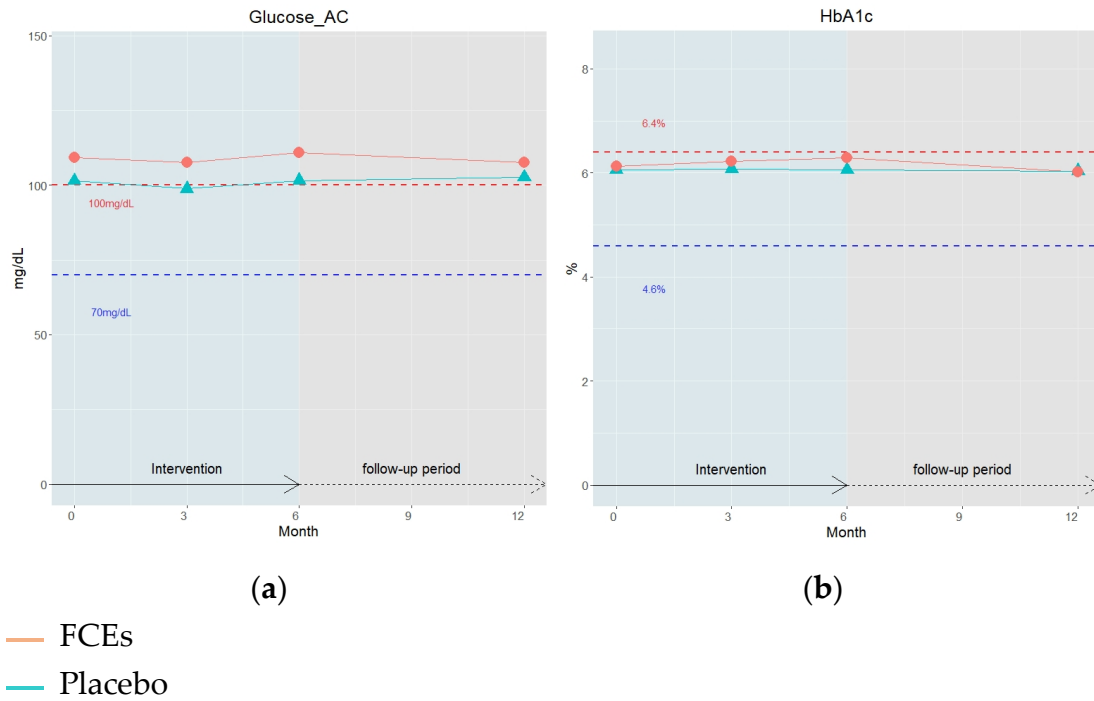 Glucose_AC
150
100
50
0
mg/dL
100mg/dL
70mg/dL
Intervention
follow-up period
0
3
6
9
12
Month
(a)
HbA1c
8
6
4
2
0
%
6.4%
4.6%
Intervention
follow-up period
0
3
6
9
12
Month
(b)
FCEs
Placebo